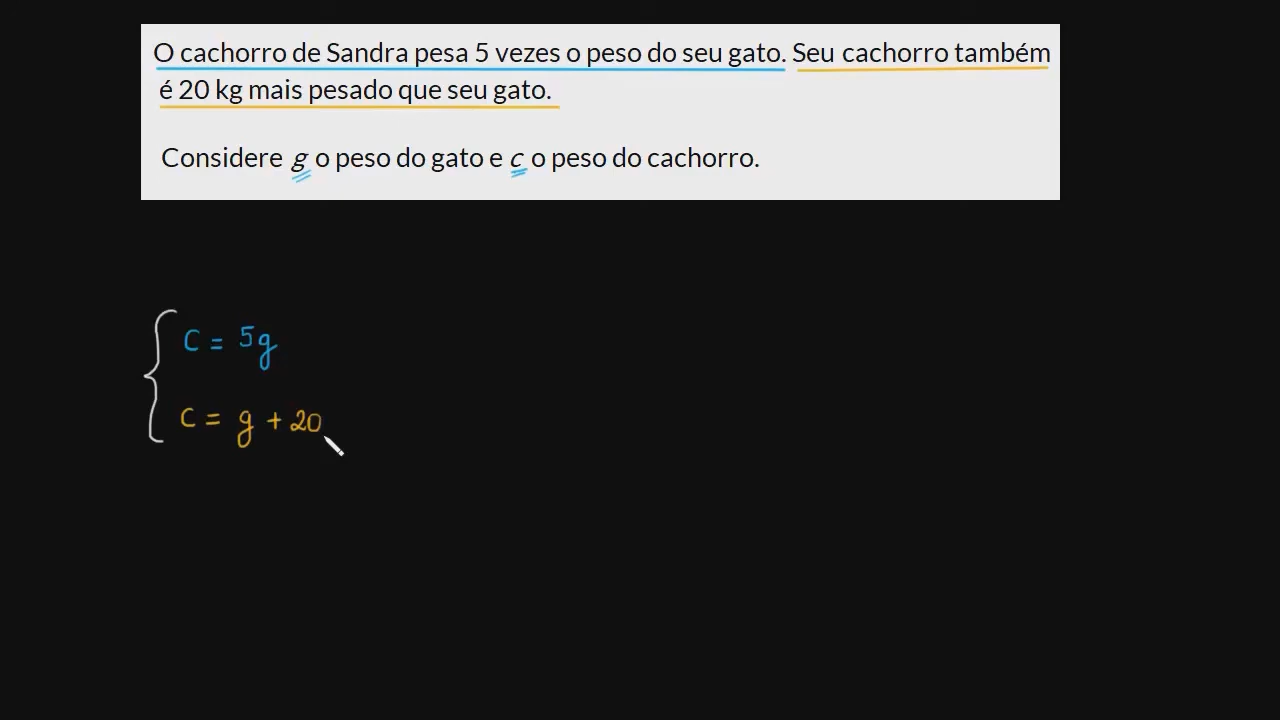 O cachorro de Sandra pesa 5 vezes o peso do seu gato. Seu cachorro também
é 20 kg mais pesado que seu gato.
Considere g o peso do gato e c o peso do cachorro.
c = 5g
c = g + 20